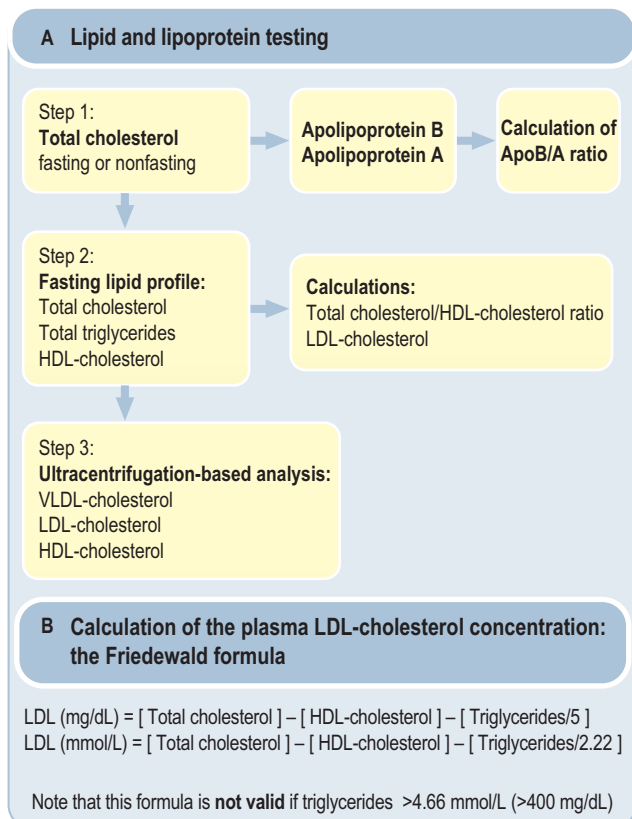 A Lipid and lipoprotein testing
Step 1:
Total cholesterol
fasting or nonfasting
Apolipoprotein B
Apolipoprotein A
Calculation of
ApoB/A ratio
Step 2:
Fasting lipid profile:
Total cholesterol
Total triglycerides
HDL-cholesterol
Calculations:
Total cholesterol/HDL-cholesterol ratio
LDL-cholesterol
Step 3:
Ultracentrifugation-based analysis:
VLDL-cholesterol
LDL-cholesterol
HDL-cholesterol
B Calculation of the plasma LDL-cholesterol concentration:
the Friedewald formula
LDL (mg/dL) = [ Total cholesterol ] – [ HDL-cholesterol ] – [ Triglycerides/5 ]
LDL (mmol/L) = [ Total cholesterol ] – [ HDL-cholesterol ] – [ Triglycerides/2.22 ]
Note that this formula is not valid if triglycerides >4.66 mmol/L (>400 mg/dL)